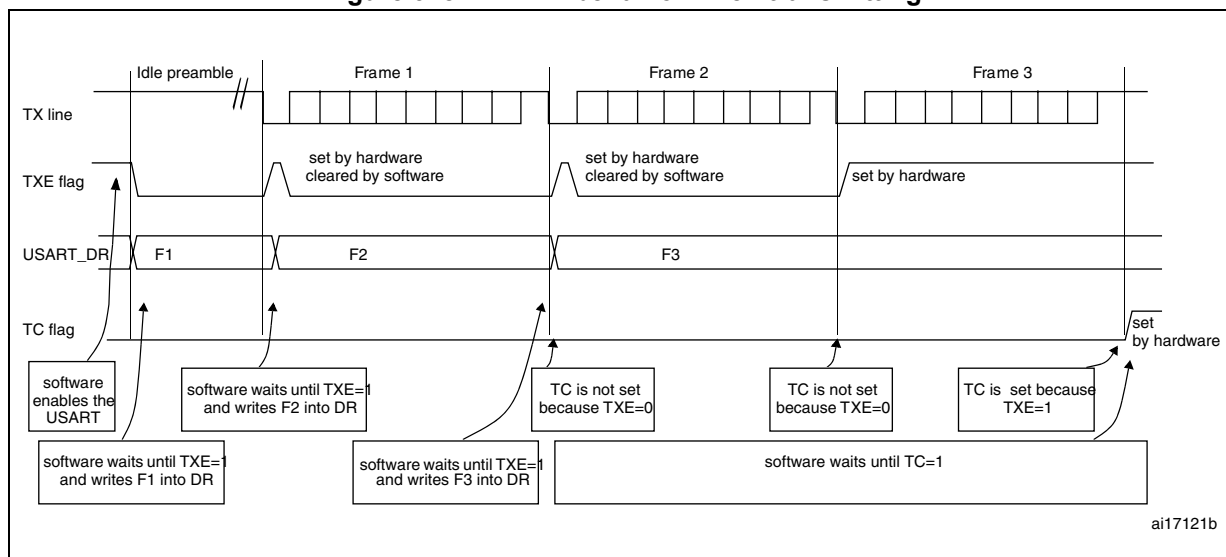 Idle preamble
Frame 1
Frame 2
Frame 3
TX line
TXE flag
set by hardware
cleared by software
set by hardware
cleared by software
set by hardware
USART_DR
F1
F2
F3
TC flag
set
by hardware
software
enables the
USART
software waits until TXE=1
and writes F2 into DR
TC is not set
because TXE=0
TC is not set
because TXE=0
TC is set because
TXE=1
software waits until TXE=1
and writes F1 into DR
software waits until TXE=1
and writes F3 into DR
software waits until TC=1
ai17121b